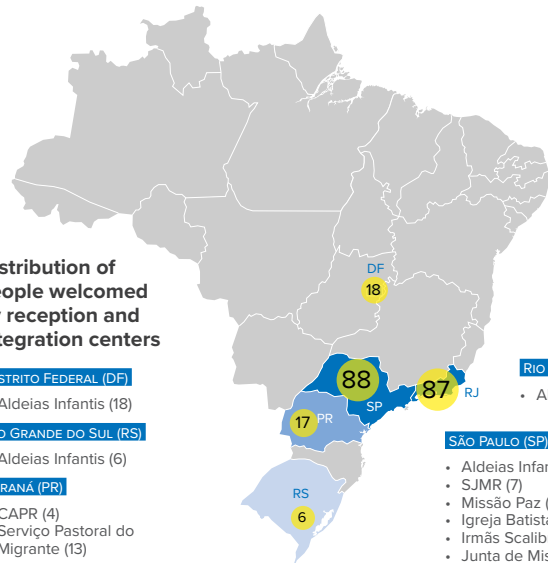 stribution of
eople welcomed
reception and
tegration centers
STRITO FEDERAL (DF)
Aldeias Infantis (18)
GRANDE DO SUL (RS)
Aldeias Infantis (6)
RANÁ (PR)
CAPR (4)
Serviço Pastoral do
Migrante (13)
DF
18
88
SP
87
RJ
17
PR
RS
6
RIO
SÃO PAULO (SP)
• Aldeias Infan
• SJMR (7)
• Missão Paz (
• Igreja Batista
• Irmãs Scalib
• Junta de Mis